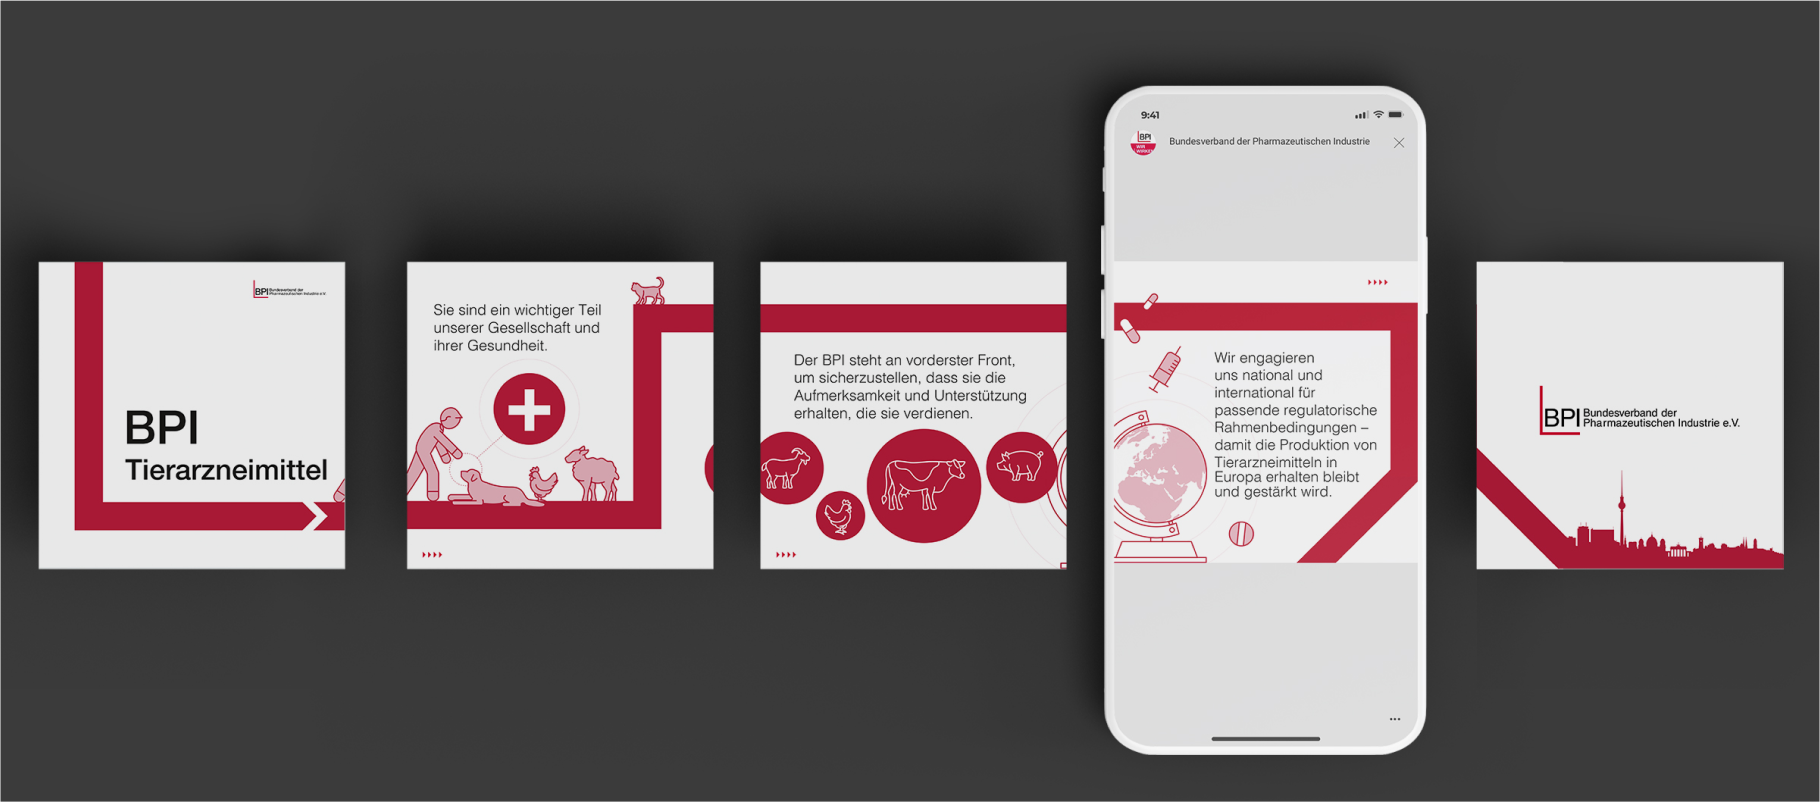 BPI Bundesverband der
Pharmazeutischen Industrie e.V.
BPI
Tierarzneimittel
Sie sind ein wichtiger Teil
unserer Gesellschaft und
ihrer Gesundheit.
Der BPI steht an vorderster Front,
um sicherzustellen, dass sie die
Aufmerksamkeit und Unterstützung
erhalten, die sie verdienen.
9:41
BPI
WIR
WIRKEN
Bundesverband der Pharmazeutischen Industrie
Wir engagieren
uns national und
international für
passende regulatorische
Rahmenbedingungen –
damit die Produktion von
Tierarzneimitteln in
Europa erhalten bleibt
und gestärkt wird.
BPI Bundesverband der
Pharmazeutischen Industrie e.V.